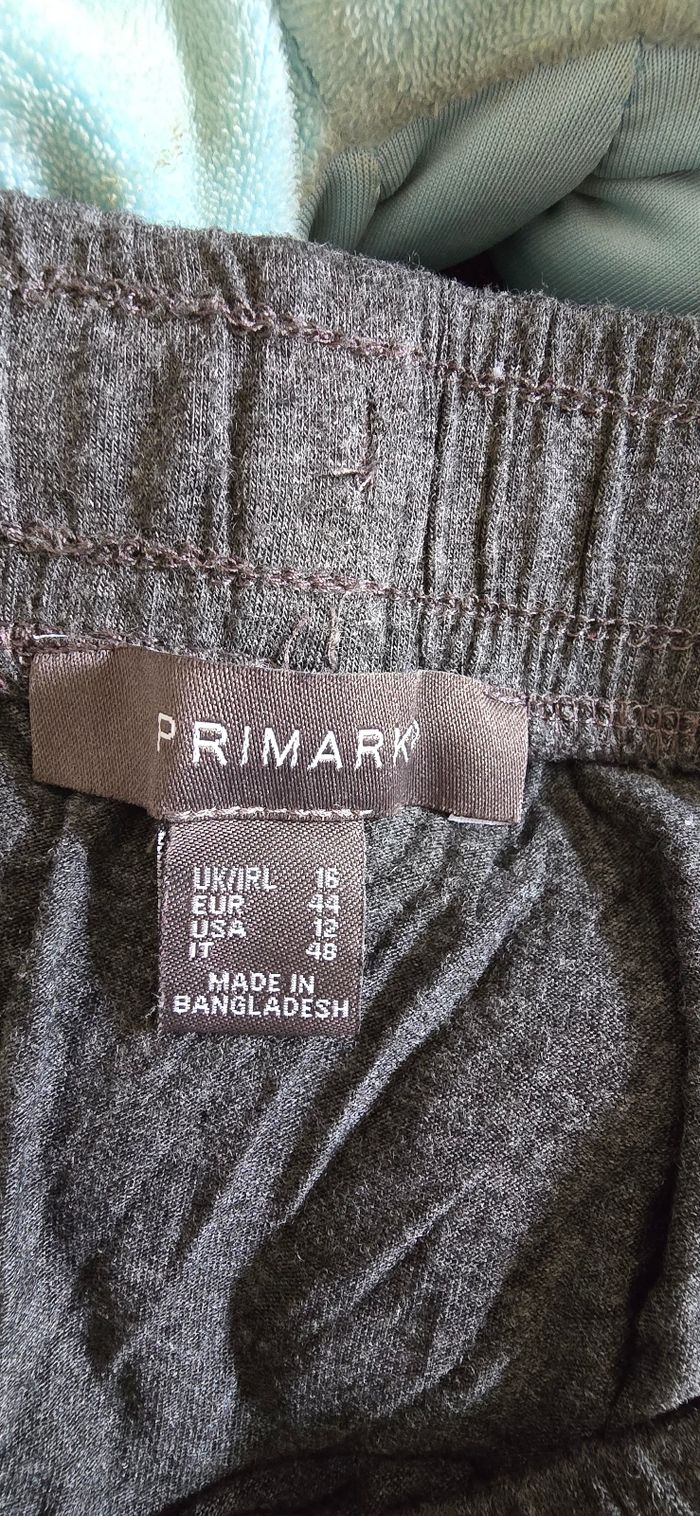 PRIMARK®
UK/IRL 16
EUR 44
USA 12
IT 48
MADE IN
BANGLADESH